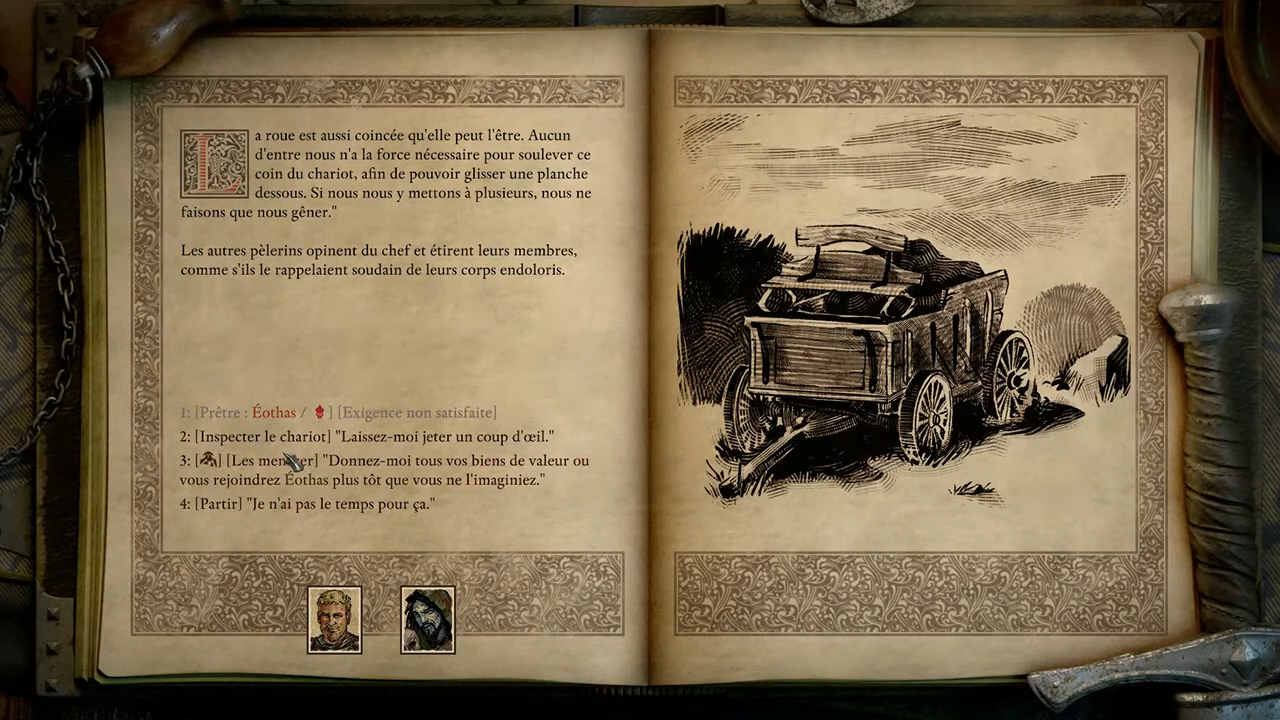 La roue est aussi coincée qu'elle peut l'être. Aucun
d'entre nous n'a la force nécessaire pour soulever ce
coin du chariot, afin de pouvoir glisser une planche
dessous. Si nous nous y mettons à plusieurs, nous ne
faisons que nous gêner."
Les autres pèlerins opinent du chef et étirent leurs membres,
comme s'ils le rappelaient soudain de leurs corps endoloris.
1: [Prêtre : Éothas / ] [Exigence non satisfaite]
2: [Inspecter le chariot] "Laissez-moi jeter un coup d'œil."
3: [] [Les menacer] "Donnez-moi tous vos biens de valeur ou
vous rejoindrez Éothas plus tôt que vous ne l'imaginiez."
4: [Partir] "Je n'ai pas le temps pour ça."